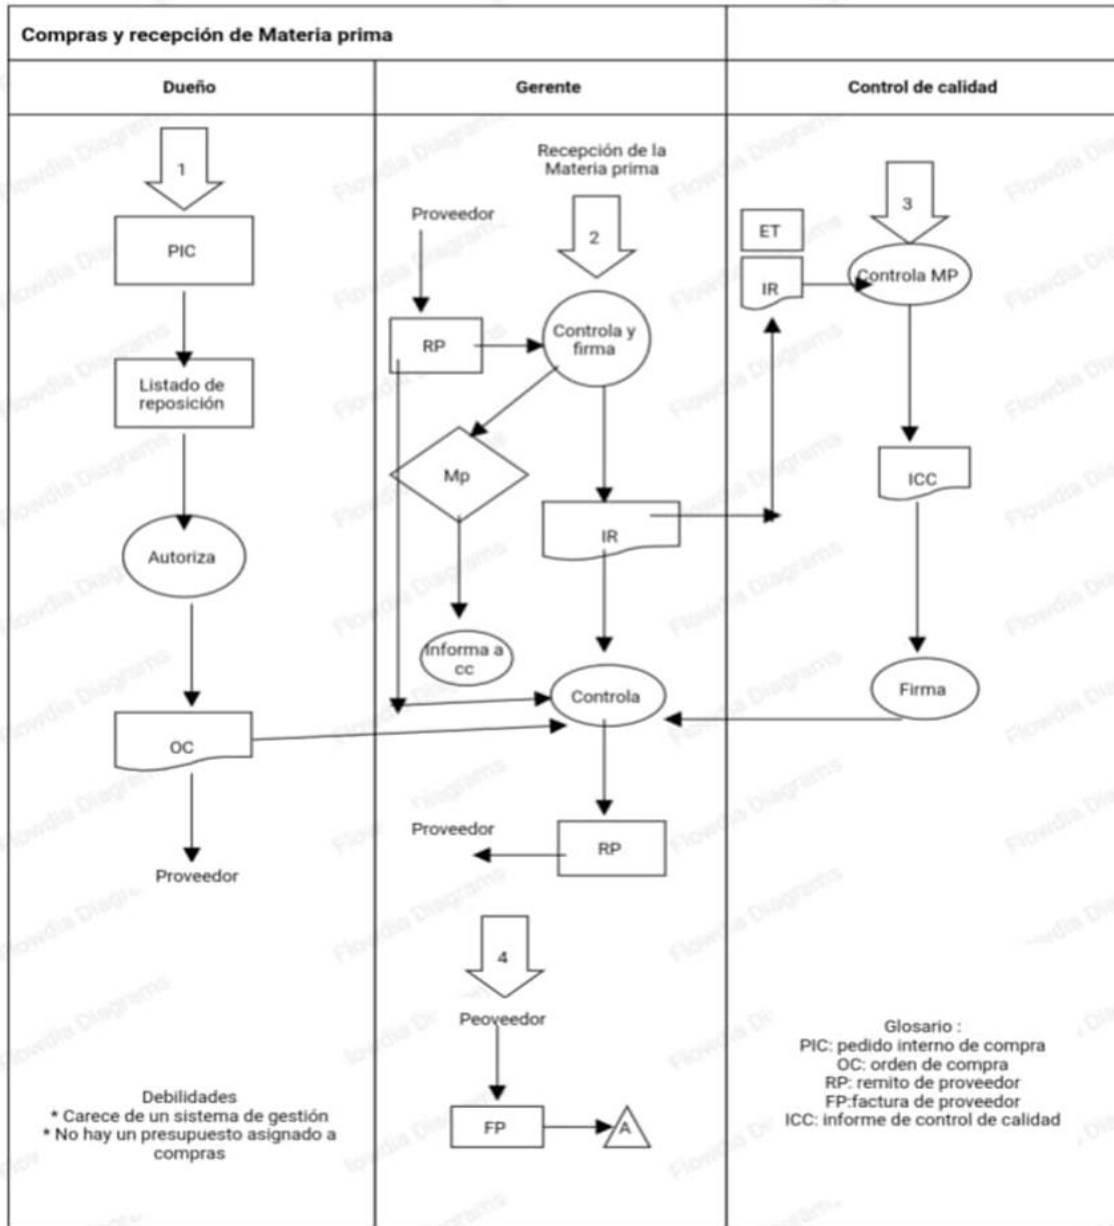 Compras y recepción de Materia prima
Dueño
Gerente
Control de calidad
1
PIC
Listado de
reposición
Autoriza
OC
Proveedor
Debilidades
* Carece de un sistema de gestión
* No hay un presupuesto asignado a
compras
Recepción de la
Materia prima
Proveedor
2
RP
Controla y
firma
Mp
IR
Informa a
cc
Controla
Proveedor
RP
4
Peoveedor
FP
A
3
ET
IR
Controla MP
ICC
Firma
Glosario :
PIC: pedido interno de compra
OC: orden de compra
RP: remito de proveedor
FP:factura de proveedor
ICC: informe de control de calidad
Flowdia Diagrams